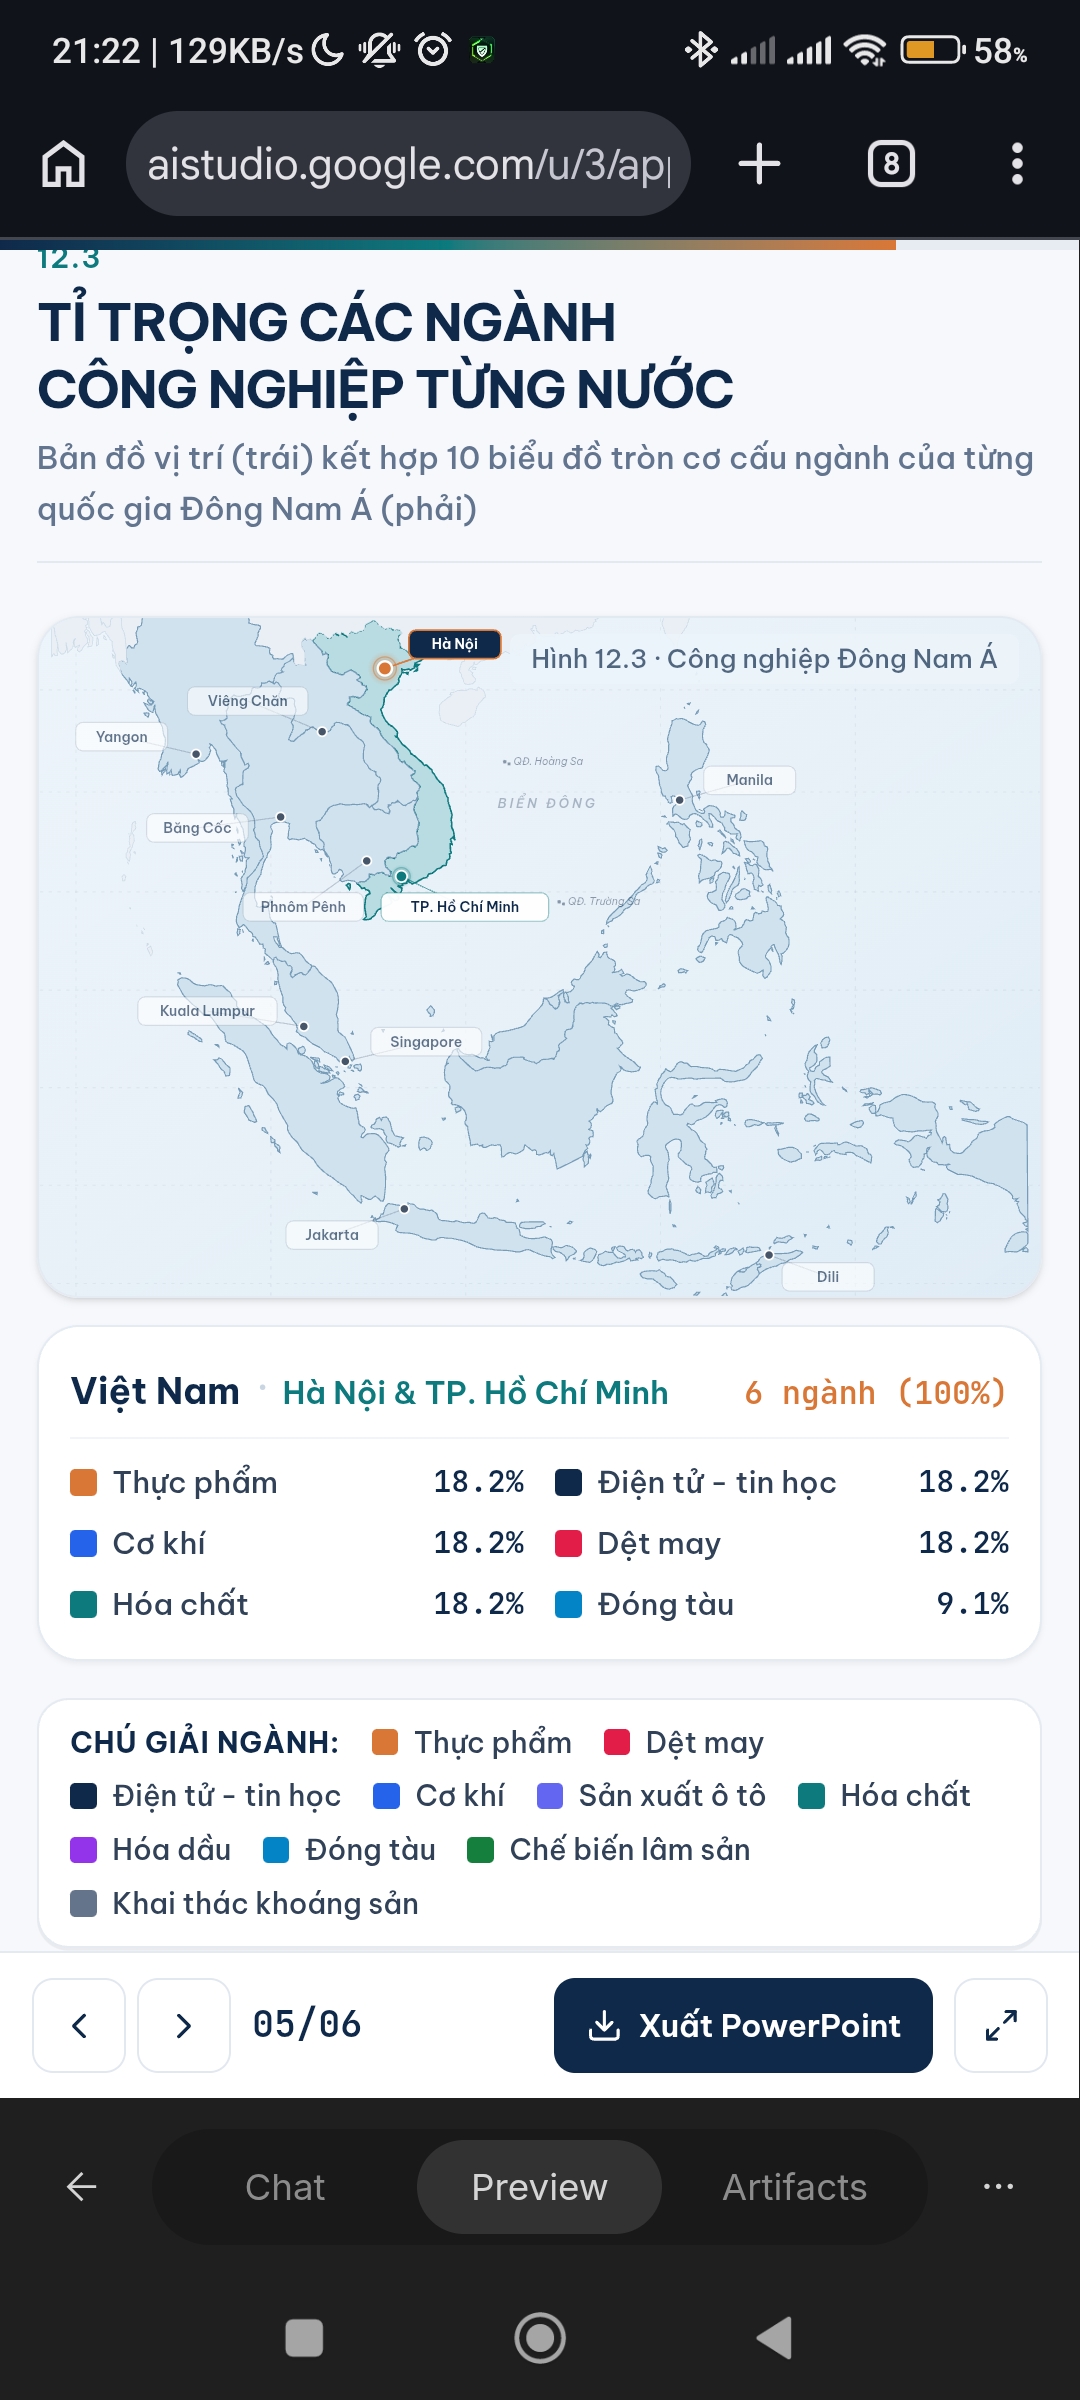 21:22 | 129KB/s
58%
aistudio.google.com/u/3/app
8
12.3
TỈ TRỌNG CÁC NGÀNH
CÔNG NGHIỆP TỪNG NƯỚC
Bản đồ vị trí (trái) kết hợp 10 biểu đồ tròn cơ cấu ngành của từng
quốc gia Đông Nam Á (phải)
Hà Nội
Hình 12.3 · Công nghiệp Đông Nam Á
Viêng Chăn
Yangon
QĐ. Hoàng Sa
Manila
BIỂN ĐÔNG
Băng Cốc
Phnôm Pênh
TP. Hồ Chí Minh
QĐ. Trường Sa
Kuala Lumpur
Singapore
Jakarta
Dili
Việt Nam · Hà Nội & TP. Hồ Chí Minh 6 ngành (100%)
Thực phẩm 18.2% Điện tử - tin học 18.2%
Cơ khí 18.2% Dệt may 18.2%
Hóa chất 18.2% Đóng tàu 9.1%
CHÚ GIẢI NGÀNH: Thực phẩm Dệt may
Điện tử - tin học Cơ khí Sản xuất ô tô Hóa chất
Hóa dầu Đóng tàu Chế biến lâm sản
Khai thác khoáng sản
05/06 Xuất PowerPoint
Chat Preview Artifacts